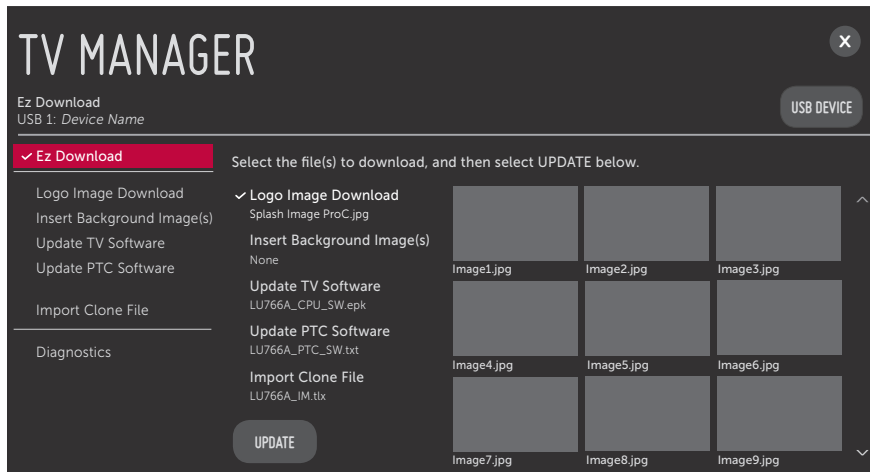 TV MANAGER
X
Ez Download
USB 1: Device Name
USB DEVICE
Ez Download
Logo Image Download
Insert Background Image(s)
Update TV Software
Update PTC Software
Import Clone File
Diagnostics
Select the file(s) to download, and then select UPDATE below.
Logo Image Download
Splash Image ProC.jpg
Insert Background Image(s)
None
Update TV Software
LU766A_CPU_SW.epk
Update PTC Software
LU766A_PTC_SW.txt
Import Clone File
LU766A_IM.tlx
UPDATE
Image1.jpg
Image2.jpg
Image3.jpg
Image4.jpg
Image5.jpg
Image6.jpg
Image7.jpg
Image8.jpg
Image9.jpg